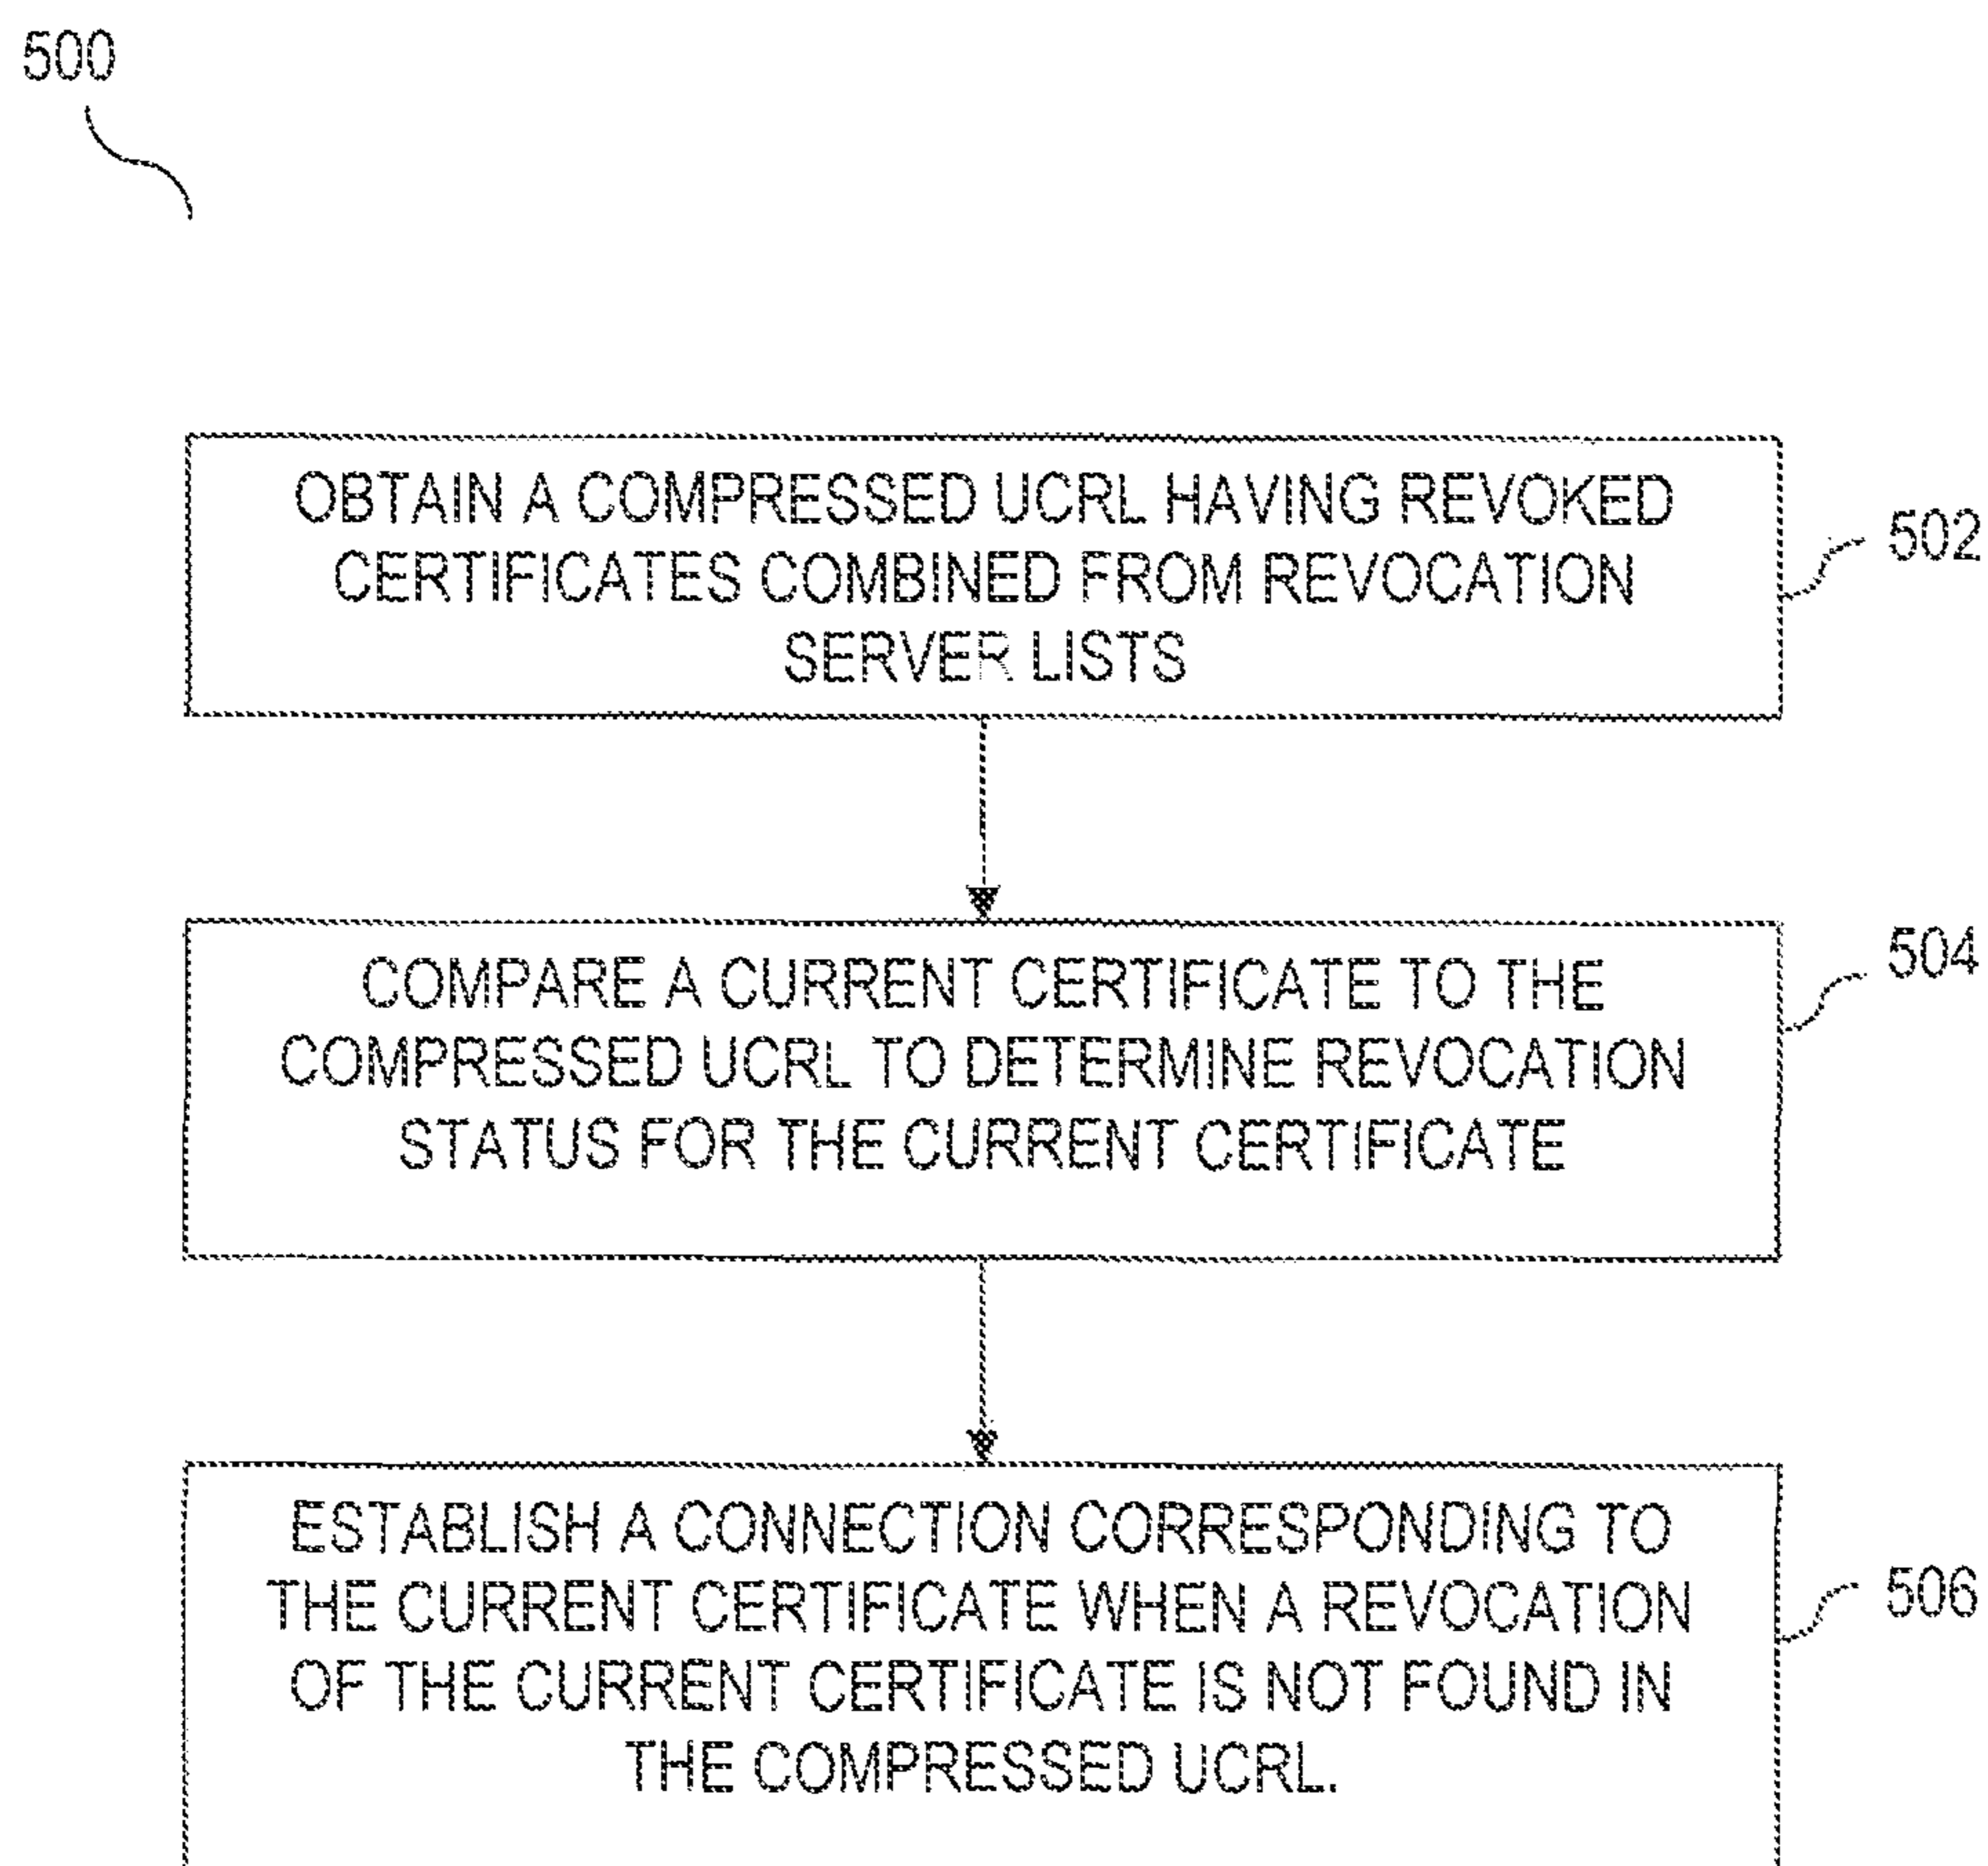 500
OBTAIN A COMPRESSED UCRL HAVING REVOKED
CERTIFICATES COMBINED FROM REVOCATION
SERVER LISTS
502
COMPARE A CURRENT CERTIFICATE TO THE
COMPRESSED UCRL TO DETERMINE REVOCATION
STATUS FOR THE CURRENT CERTIFICATE
504
ESTABLISH A CONNECTION CORRESPONDING TO
THE CURRENT CERTIFICATE WHEN A REVOCATION
OF THE CURRENT CERTIFICATE IS NOT FOUND IN
THE COMPRESSED UCRL.
506